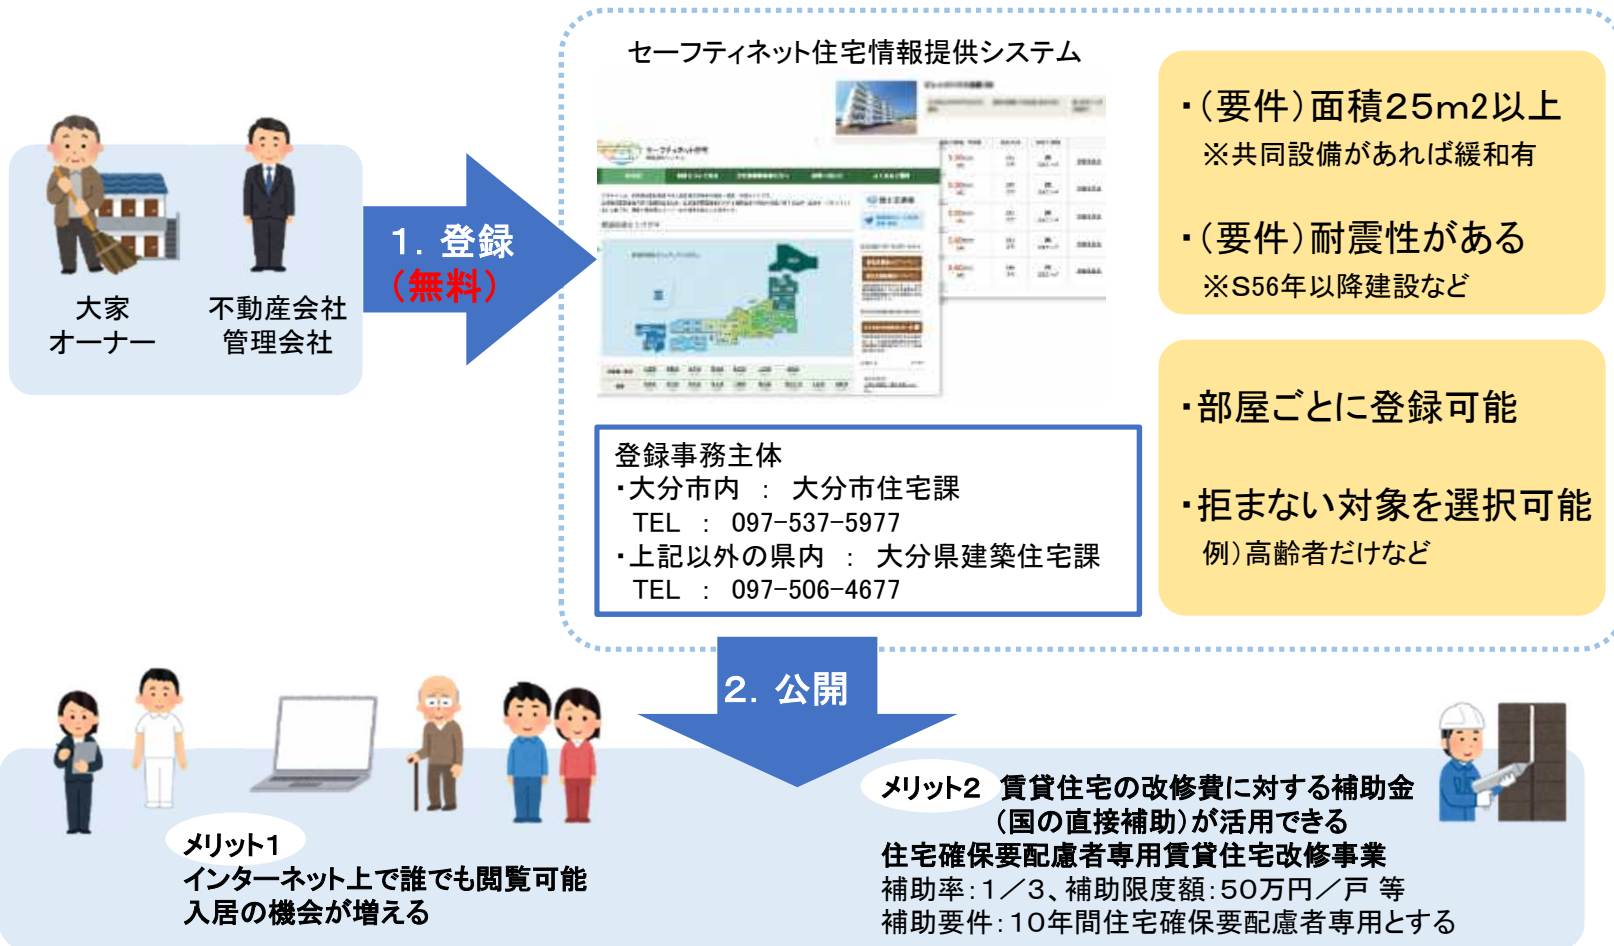 セーフティネット住宅情報提供システム
大家
オーナー
不動産会社
管理会社
1．登録
（無料）
・（要件）面積25m2以上
※共同設備があれば緩和有
・（要件）耐震性がある
※S56年以降建設など
・部屋ごとに登録可能
・拒まない対象を選択可能
例）高齢者だけなど
登録事務主体
・大分市内 ： 大分市住宅課
TEL ： 097-537-5977
・上記以外の県内 ： 大分県建築住宅課
TEL ： 097-506-4677
2．公開
メリット1
インターネット上で誰でも閲覧可能
入居の機会が増える
メリット2 賃貸住宅の改修費に対する補助金
（国の直接補助）が活用できる
住宅確保要配慮者専用賃貸住宅改修事業
補助率：1／3、補助限度額：50万円／戸 等
補助要件：10年間住宅確保要配慮者専用とする